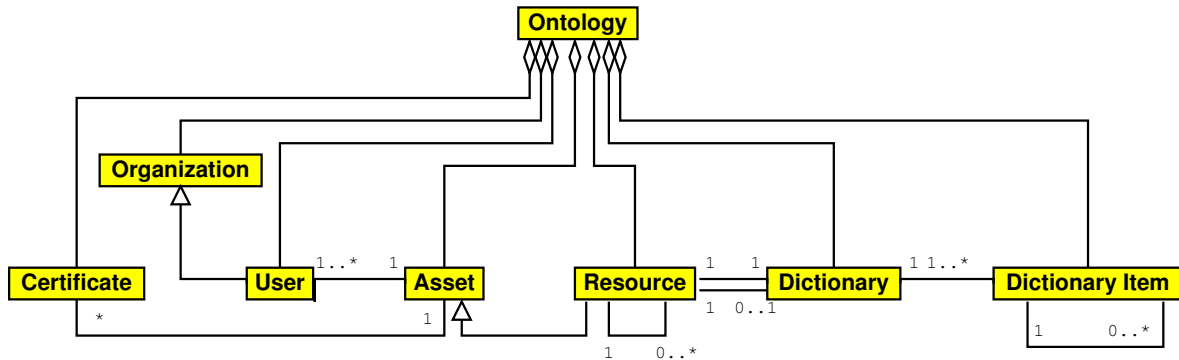 Ontology
Organization
Certificate
User
1..*
1
Asset
Resource
1
1
Dictionary
1
1..*
Dictionary Item
*
1
1
0..1
1
0..*
1
0..*